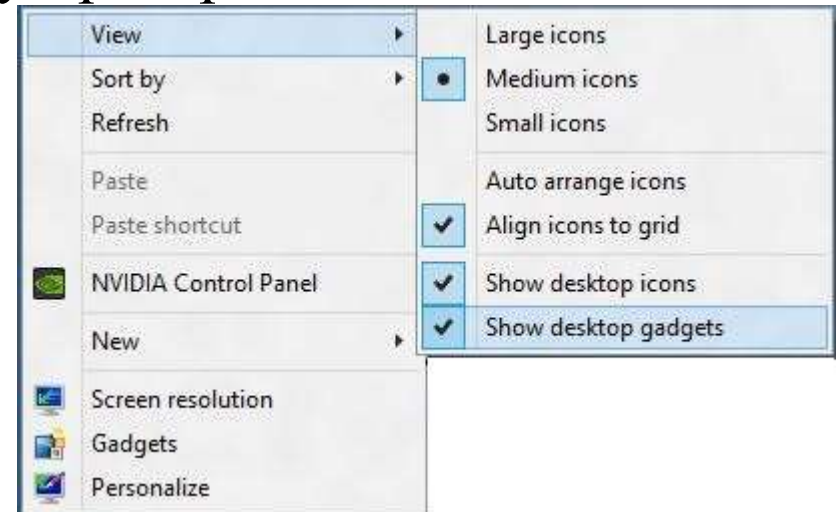 View
Sort by
Refresh
Paste
Paste shortcut
NVIDIA Control Panel
New
Screen resolution
Gadgets
Personalize
Large icons
Medium icons
Small icons
Auto arrange icons
Align icons to grid
Show desktop icons
Show desktop gadgets